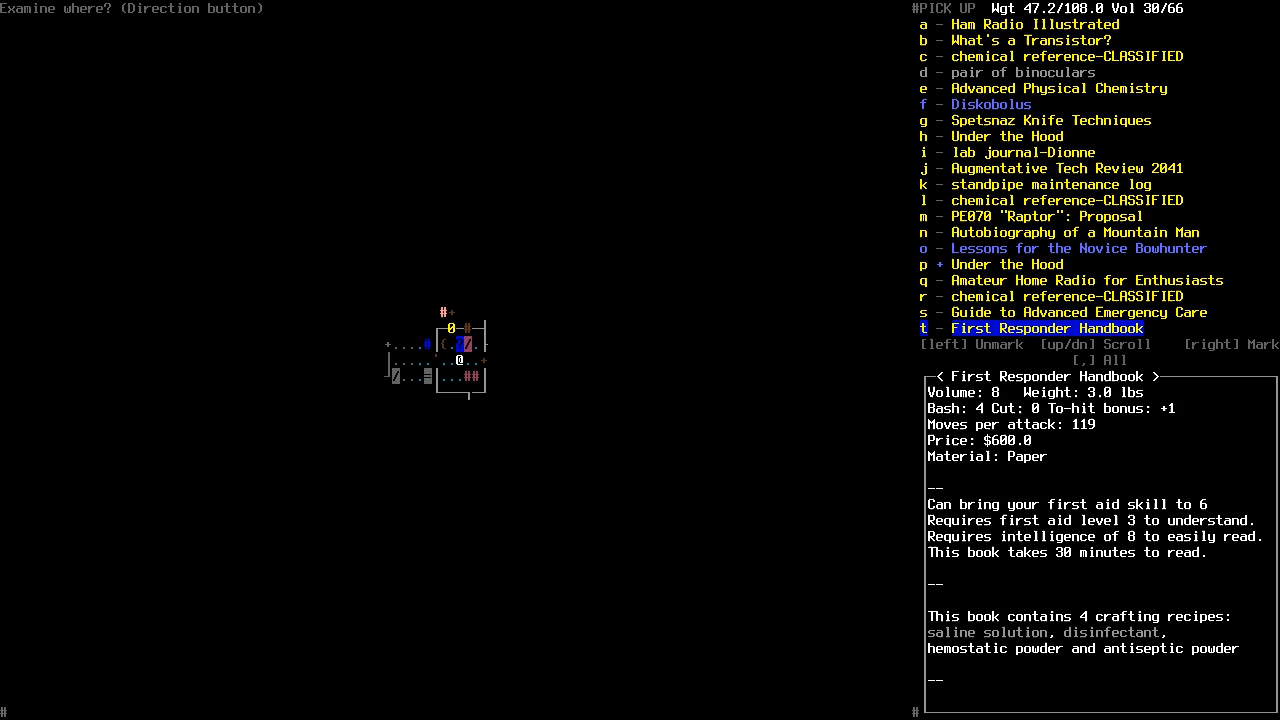 Examine where? (Direction button)
#PICK UP  Wgt 47.2/108.0 Vol 30/66
a - Ham Radio Illustrated
b - What's a Transistor?
c - chemical reference-CLASSIFIED
d - pair of binoculars
e - Advanced Physical Chemistry
f - Diskobolus
g - Spetsnaz Knife Techniques
h - Under the Hood
i - lab journal-Dionne
j - Augmentative Tech Review 2041
k - standpipe maintenance log
l - chemical reference-CLASSIFIED
m - PE070 "Raptor": Proposal
n - Autobiography of a Mountain Man
o - Lessons for the Novice Bowhunter
p + Under the Hood
q - Amateur Home Radio for Enthusiasts
r - chemical reference-CLASSIFIED
s - Guide to Advanced Emergency Care
t - First Responder Handbook
[left] Unmark  [up/dn] Scroll    [right] Mark
[,] All
< First Responder Handbook >
Volume: 8   Weight: 3.0 lbs
Bash: 4 Cut: 0 To-hit bonus: +1
Moves per attack: 119
Price: $600.0
Material: Paper
--
Can bring your first aid skill to 6
Requires first aid level 3 to understand.
Requires intelligence of 8 to easily read.
This book takes 30 minutes to read.
--
This book contains 4 crafting recipes:
saline solution, disinfectant,
hemostatic powder and antiseptic powder
--